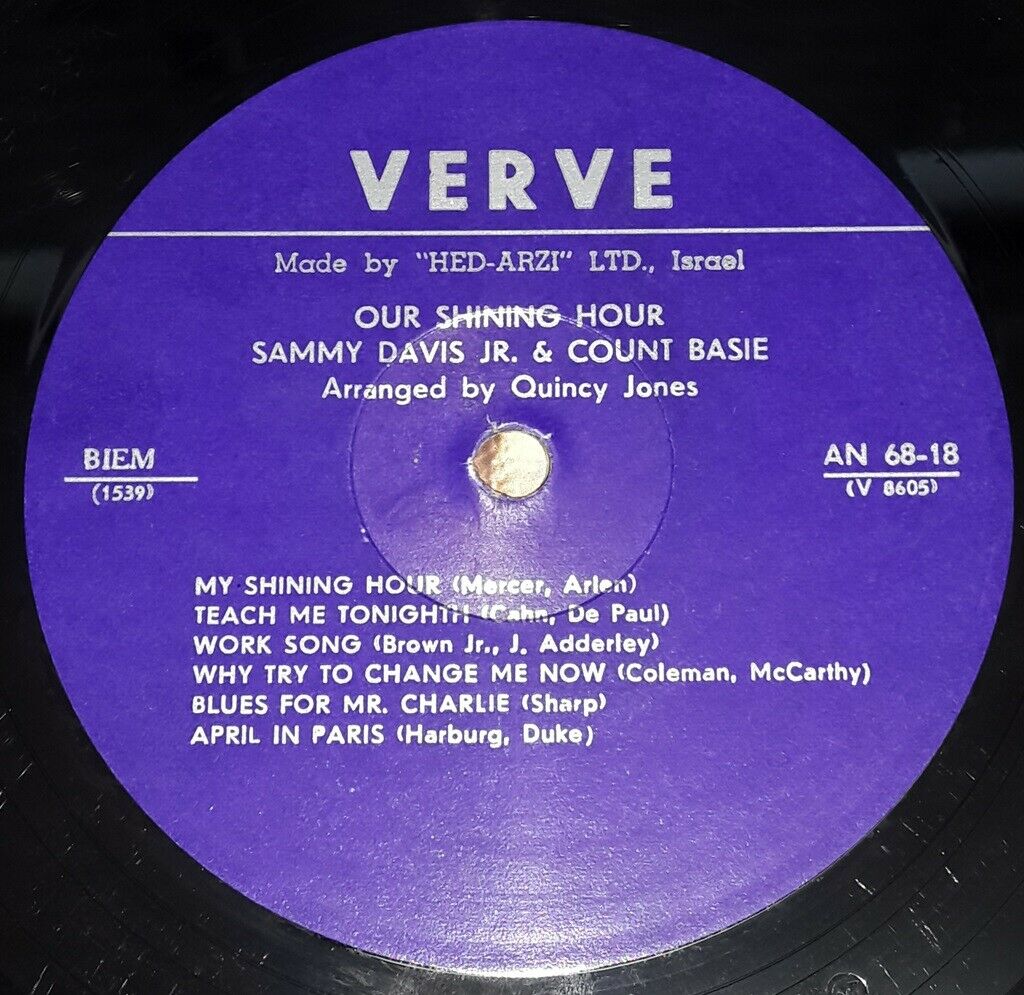 VERVE
Made by "HED-ARZI" LTD., Israel
OUR SHINING HOUR
SAMMY DAVIS JR. & COUNT BASIE
Arranged by Quincy Jones
BIEM
(1539)
AN 68-18
(V 8605)
MY SHINING HOUR (Mercer, Arlen)
TEACH ME TONIGHTH (Cahn, De Paul)
WORK SONG (Brown Jr., J. Adderley)
WHY TRY TO CHANGE ME NOW (Coleman, McCarthy)
BLUES FOR MR. CHARLIE (Sharp)
APRIL IN PARIS (Harburg, Duke)